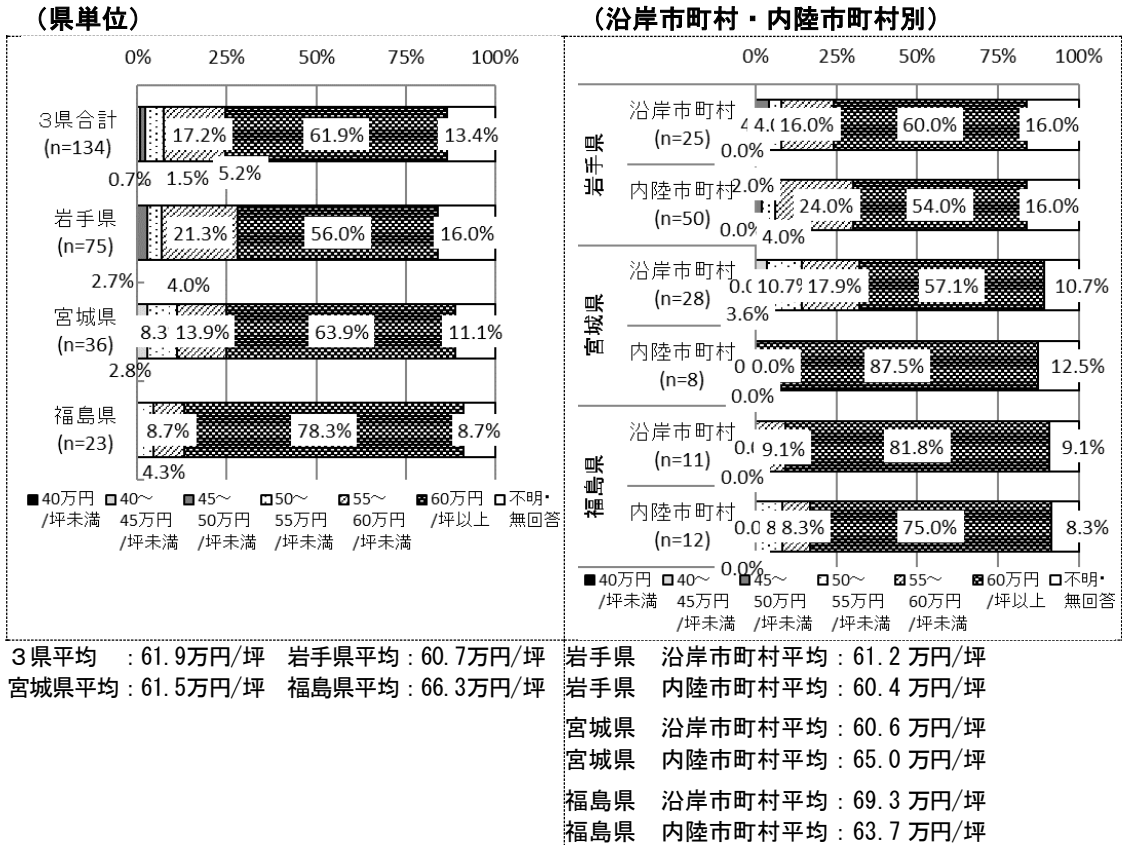 （県単位）
0% 25% 50% 75% 100%
３県合計
(n=134)
17.2% 61.9% 13.4%
0.7% 1.5% 5.2%
岩手県
(n=75)
21.3% 56.0% 16.0%
2.7% 4.0%
宮城県
(n=36)
8.3 13.9% 63.9% 11.1%
2.8%
福島県
(n=23)
8.7% 78.3% 8.7%
4.3%
■40万円 ■40～ ■45～ □50～ 55～ 60万円 □不明・
/坪未満 45万円 50万円 55万円 60万円 /坪以上 無回答
/坪未満 /坪未満 /坪未満 /坪未満
３県平均　：61.9万円/坪　岩手県平均：60.7万円/坪
宮城県平均：61.5万円/坪　福島県平均：66.3万円/坪
（沿岸市町村・内陸市町村別）
0% 25% 50% 75% 100%
岩手県
沿岸市町村
(n=25)
4 4.0 16.0% 60.0% 16.0%
0.0%
内陸市町村
(n=50)
2.0%
24.0% 54.0% 16.0%
0.0% 4.0%
宮城県
沿岸市町村
(n=28)
0.0 10.7% 17.9% 57.1% 10.7%
3.6%
内陸市町村
(n=8)
0 0.0% 87.5% 12.5%
0.0%
福島県
沿岸市町村
(n=11)
0.0 9.1% 81.8% 9.1%
0.0%
内陸市町村
(n=12)
0.0 8 8.3% 75.0% 8.3%
0.0%
■40万円 ■40～ ■45～ □50～ 55～ 60万円 □不明・
/坪未満 45万円 50万円 55万円 60万円 /坪以上 無回答
/坪未満 /坪未満 /坪未満 /坪未満
岩手県　沿岸市町村平均：61.2 万円/坪
岩手県　内陸市町村平均：60.4 万円/坪
宮城県　沿岸市町村平均：60.6 万円/坪
宮城県　内陸市町村平均：65.0 万円/坪
福島県　沿岸市町村平均：69.3 万円/坪
福島県　内陸市町村平均：63.7 万円/坪